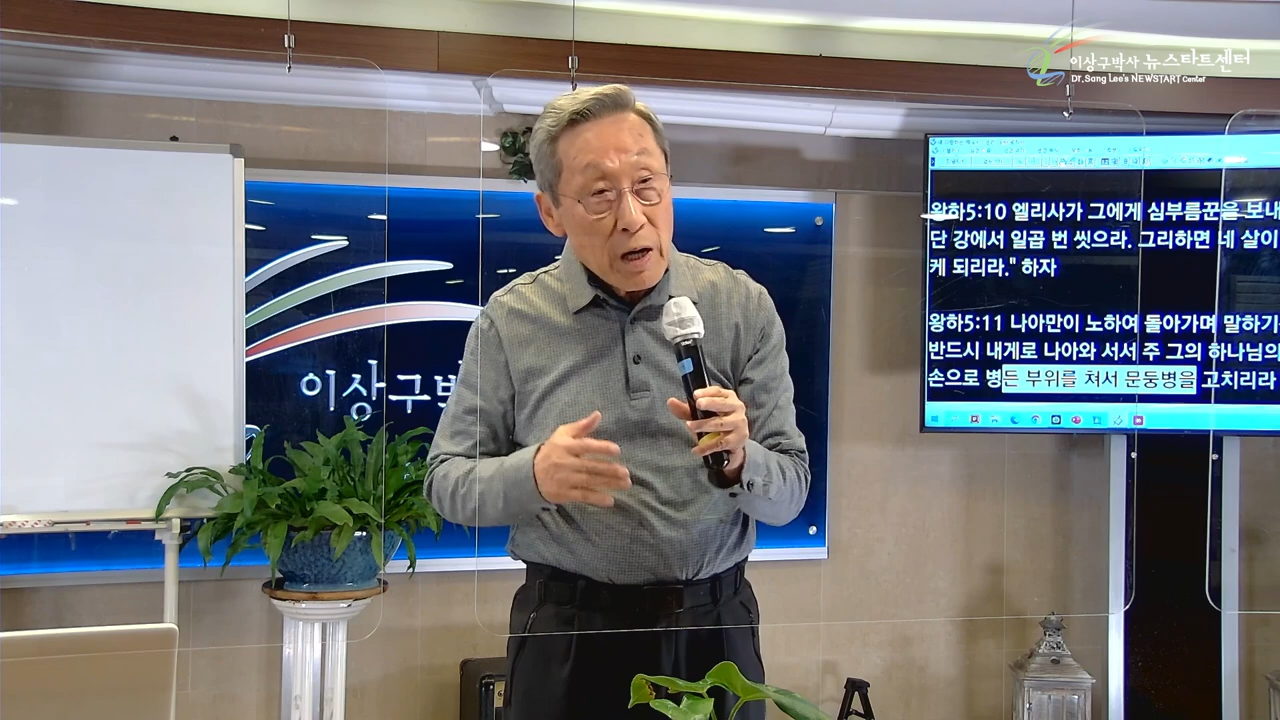 이상구박사 뉴스타트센터
Dr. Sang Lee's NEWSTART Center
왕하5:10 엘리사가 그에게 심부름꾼을 보내
단 강에서 일곱 번 씻으라. 그리하면 네 살이
케 되리라." 하자
왕하5:11 나아만이 노하여 돌아가며 말하기
반드시 내게로 나아와 서서 주 그의 하나님의
손으로 병든 부위를 쳐서 문둥병을 고치리라
이상구